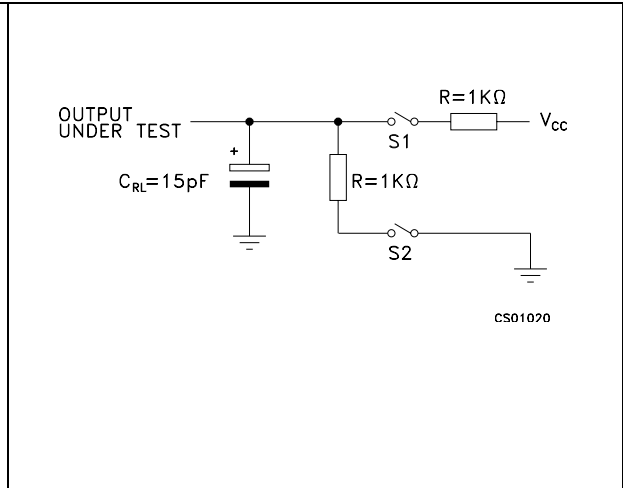 R=1KΩ
OUTPUT
UNDER TEST
V_CC
S1
+
C_RL=15pF
R=1KΩ
S2
CS01020